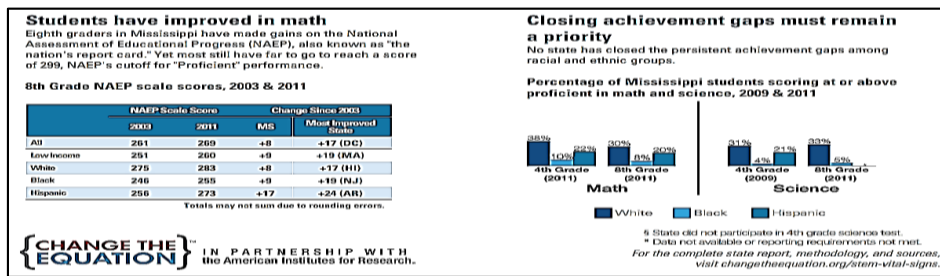 Students have improved in math
Eighth graders in Mississippi have made gains on the National
Assessment of Educational Progress (NAEP), also known as "the
nation's report card." Yet most still have far to go to reach a score
of 299, NAEP's cutoff for "Proficient" performance.
8th Grade NAEP scale scores, 2003 & 2011
NAEP Scale Score Change Since 2003
2003 2011 MS Most Improved State
All 261 269 +8 +17 (DC)
Low Income 251 260 +9 +19 (MA)
White 275 283 +8 +17 (HI)
Black 246 255 +9 +19 (NJ)
Hispanic 256 273 +17 +24 (AR)
Totals may not sum due to rounding errors.
{CHANGE THE EQUATION}™
IN PARTNERSHIP WITH
the American Institutes for Research.
Closing achievement gaps must remain
a priority
No state has closed the persistent achievement gaps among
racial and ethnic groups.
Percentage of Mississippi students scoring at or above
proficient in math and science, 2009 & 2011
38% 10% 22% 30% 8% 20% 31% 4% 21% 33% 5% *
4th Grade 8th Grade 4th Grade 8th Grade
(2011) (2011) (2009) (2011)
Math Science
White Black Hispanic
§ State did not participate in 4th grade science test.
* Data not available or reporting requirements not met.
For the complete state report, methodology, and sources,
visit changetheequation.org/stem-vital-signs.